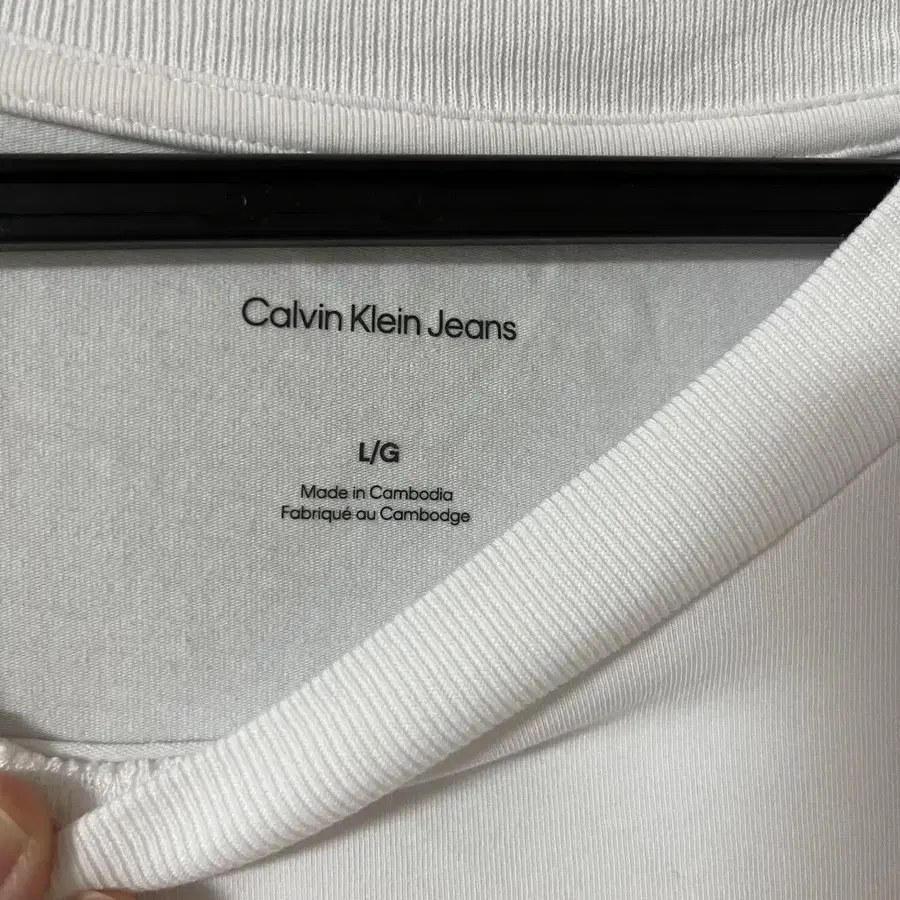 Calvin Klein Jeans
L/G
Made in Cambodia
Fabriqué au Cambodge